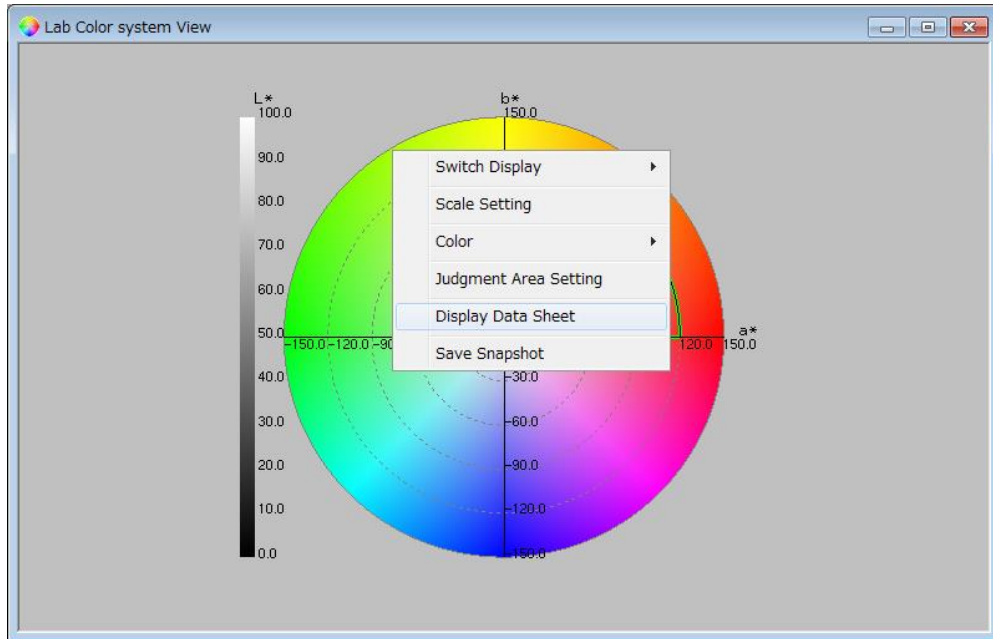 Lab Color system View
L*
100.0
90.0
80.0
70.0
60.0
50.0
40.0
30.0
20.0
10.0
0.0
b*
150.0
Switch Display
Scale Setting
Color
Judgment Area Setting
Display Data Sheet
Save Snapshot
a*
-150.0 -120.0 -90
120.0 150.0
-30.0
-60.0
-90.0
-120.0
-150.0